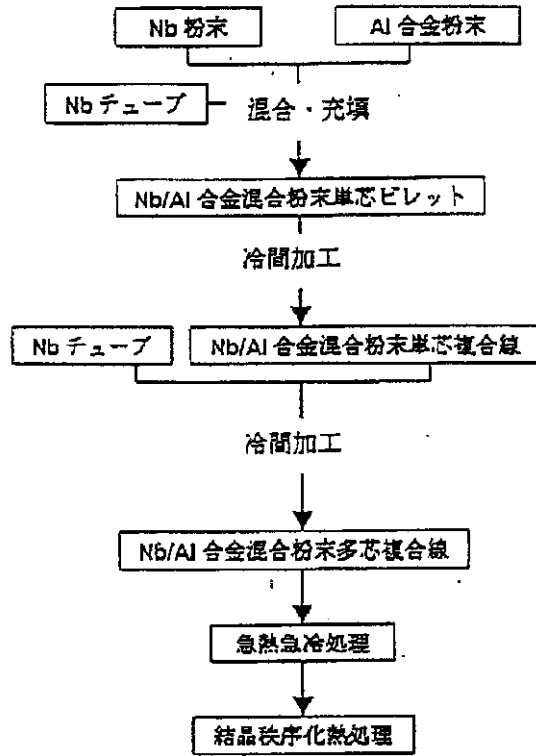 Nb 粉末
Al 合金粉末
Nb チューブ
混合・充填
Nb/Al 合金混合粉末単芯ビレット
冷間加工
Nb チューブ
Nb/Al 合金混合粉末単芯複合線
冷間加工
Nb/Al 合金混合粉末多芯複合線
急熱急冷処理
結晶秩序化熱処理